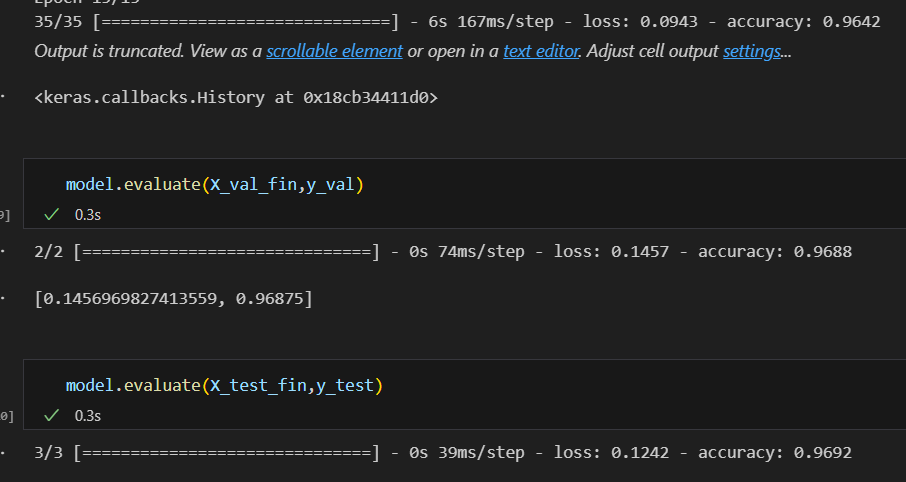 35/35 [==============================] - 6s 167ms/step - loss: 0.0943 - accuracy: 0.9642
Output is truncated. View as a scrollable element or open in a text editor. Adjust cell output settings...
<keras.callbacks.History at 0x18cb34411d0>
model.evaluate(X_val_fin,y_val)
9] 0.3s
2/2 [==============================] - 0s 74ms/step - loss: 0.1457 - accuracy: 0.9688
[0.1456969827413559, 0.96875]
model.evaluate(X_test_fin,y_test)
0] 0.3s
3/3 [==============================] - 0s 39ms/step - loss: 0.1242 - accuracy: 0.9692